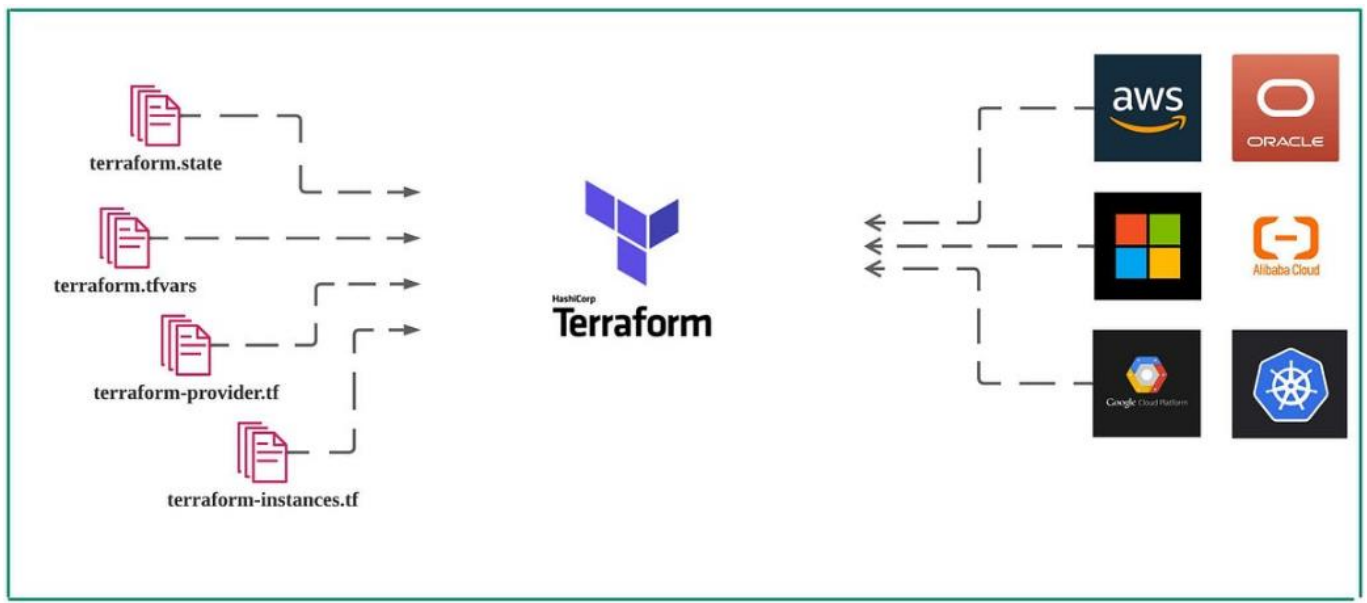 terraform.state
terraform.tfvars
terraform-provider.tf
terraform-instances.tf
HashiCorp
Terraform
aws
ORACLE
Alibaba Cloud
Google Cloud Platform